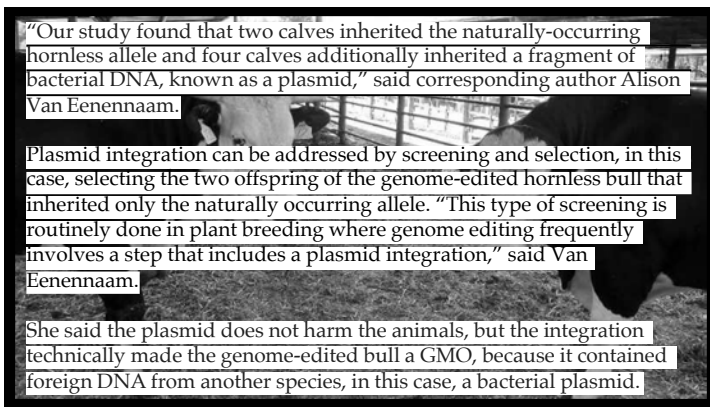 “Our study found that two calves inherited the naturally-occurring
hornless allele and four calves additionally inherited a fragment of
bacterial DNA, known as a plasmid,” said corresponding author Alison
Van Eenennaam.
Plasmid integration can be addressed by screening and selection, in this
case, selecting the two offspring of the genome-edited hornless bull that
inherited only the naturally occurring allele. “This type of screening is
routinely done in plant breeding where genome editing frequently
involves a step that includes a plasmid integration,” said Van
Eenennaam.
She said the plasmid does not harm the animals, but the integration
technically made the genome-edited bull a GMO, because it contained
foreign DNA from another species, in this case, a bacterial plasmid.